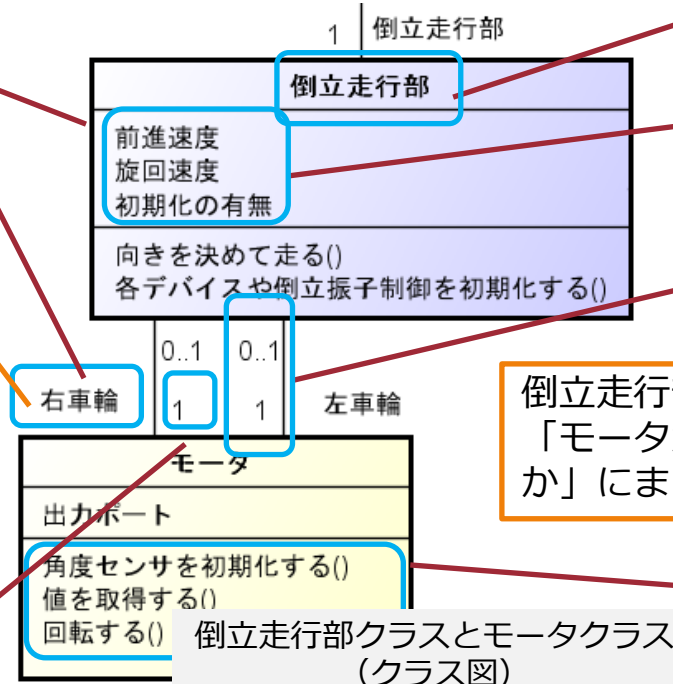 1 倒立走行部
倒立走行部
前進速度
旋回速度
初期化の有無
向きを決めて走る()
各デバイスや倒立振子制御を初期化する()
0..1 0..1
右車輪 1 1 左車輪
倒立走行
「モータ
か」にま
モータ
出力ポート
角度センサを初期化する()
値を取得する()
回転する()
倒立走行部クラスとモータクラス
(クラス図)